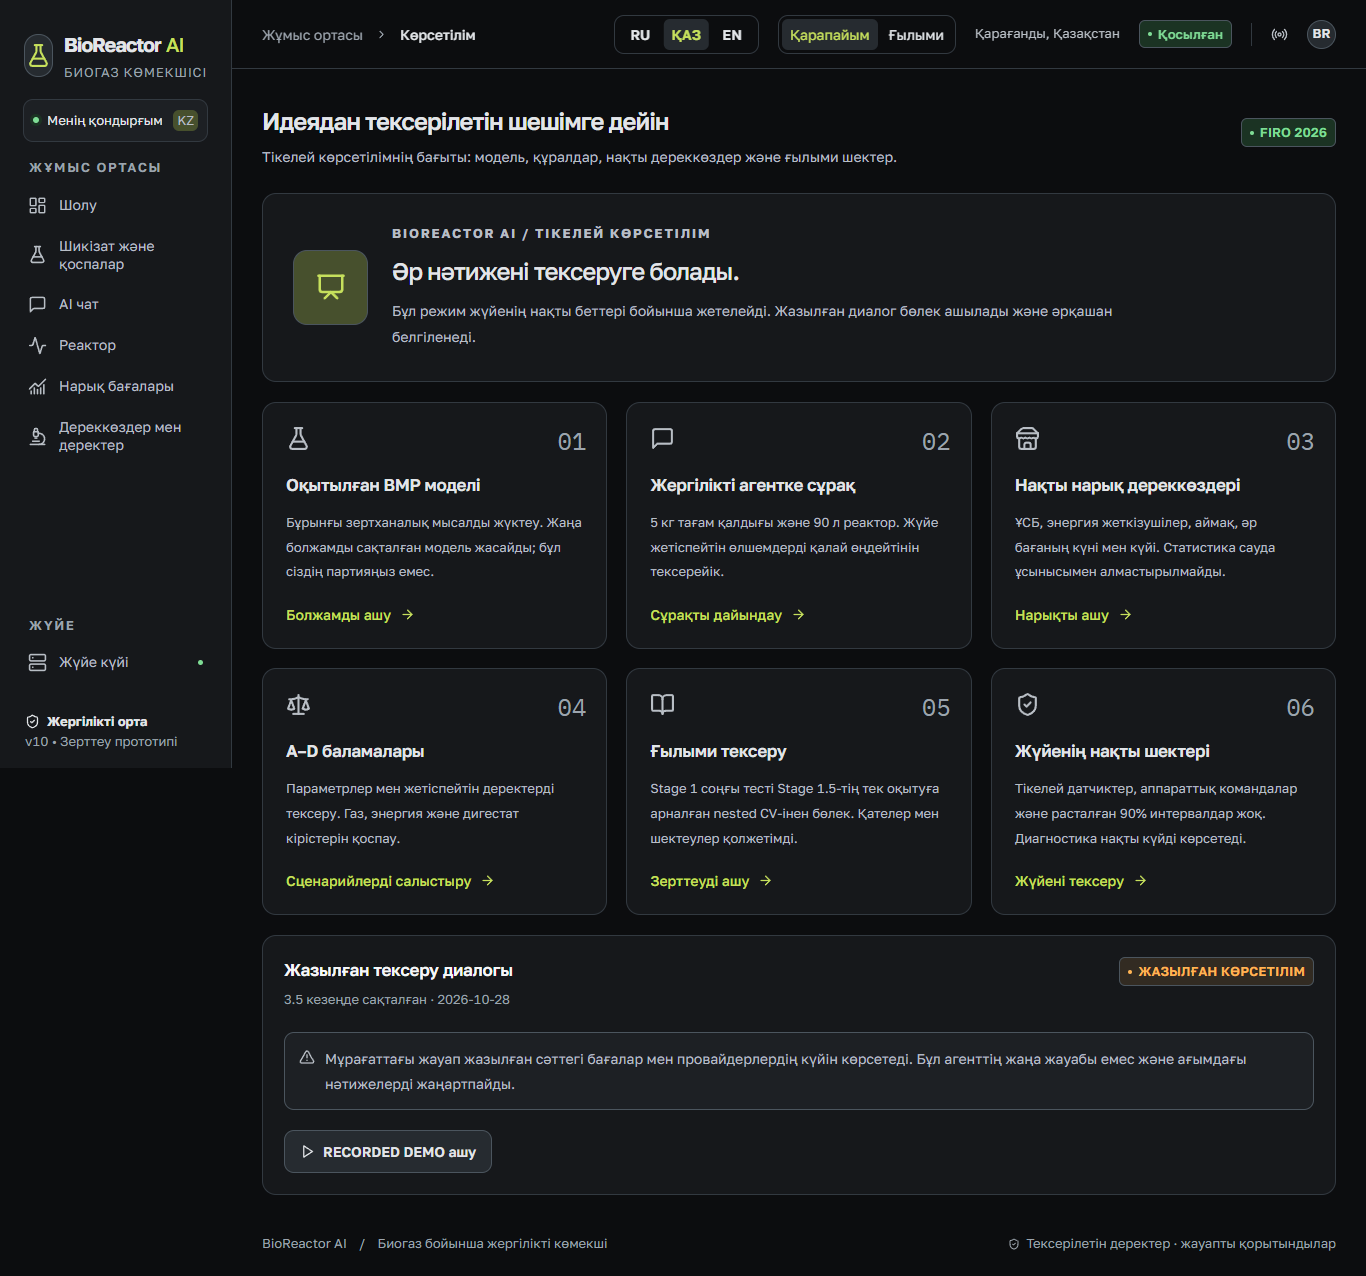 BioReactor AI
БИОГАЗ КӨМЕКШІСІ
Менің қондырғым KZ
ЖҰМЫС ОРТАСЫ
Шолу
Шикізат және
қоспалар
AI чат
Реактор
Нарық бағалары
Дереккөздер мен
деректер
ЖҮЙЕ
Жүйе күйі
Жергілікті орта
v10 • Зерттеу прототипі
Жұмыс ортасы > Көрсетілім
RU ҚАЗ EN
Қарапайым Ғылыми
Қарағанды, Қазақстан
• Қосылған
BR
Идеядан тексерілетін шешімге дейін
Тікелей көрсетілімнің бағыты: модель, құралдар, нақты дереккөздер және ғылыми шектер.
• FIRO 2026
BIOREACTOR AI / ТІКЕЛЕЙ КӨРСЕТІЛІМ
Әр нәтижені тексеруге болады.
Бұл режим жүйенің нақты беттері бойынша жетелейді. Жазылған диалог бөлек ашылады және әрқашан
белгіленеді.
01
Оқытылған BMP моделі
Бұрынғы зертханалық мысалды жүктеу. Жаңа
болжамды сақталған модель жасайды; бұл
сіздің партияңыз емес.
Болжамды ашу →
02
Жергілікті агентке сұрақ
5 кг тағам қалдығы және 90 л реактор. Жүйе
жетіспейтін өлшемдерді қалай өңдейтінін
тексерейік.
Сұрақты дайындау →
03
Нақты нарық дереккөздері
ҰСБ, энергия жеткізушілер, аймақ, әр
бағаның күні мен күйі. Статистика сауда
ұсынысымен алмастырылмайды.
Нарықты ашу →
04
A–D баламалары
Параметрлер мен жетіспейтін деректерді
тексеру. Газ, энергия және дигестат
кірістерін қоспау.
Сценарийлерді салыстыру →
05
Ғылыми тексеру
Stage 1 соңғы тесті Stage 1.5-тің тек оқытуға
арналған nested CV-інен бөлек. Қателер мен
шектеулер қолжетімді.
Зерттеуді ашу →
06
Жүйенің нақты шектері
Тікелей датчиктер, аппараттық командалар
және расталған 90% интервалдар жоқ.
Диагностика нақты күйді көрсетеді.
Жүйені тексеру →
Жазылған тексеру диалогы
3.5 кезеңде сақталған · 2026-10-28
• ЖАЗЫЛҒАН КӨРСЕТІЛІМ
Мұрағаттағы жауап жазылған сәттегі бағалар мен провайдерлердің күйін көрсетеді. Бұл агенттің жаңа жауабы емес және ағымдағы
нәтижелерді жаңартпайды.
RECORDED DEMO ашу
BioReactor AI / Биогаз бойынша жергілікті көмекші
Тексерілетін деректер · жауапты қорытындылар